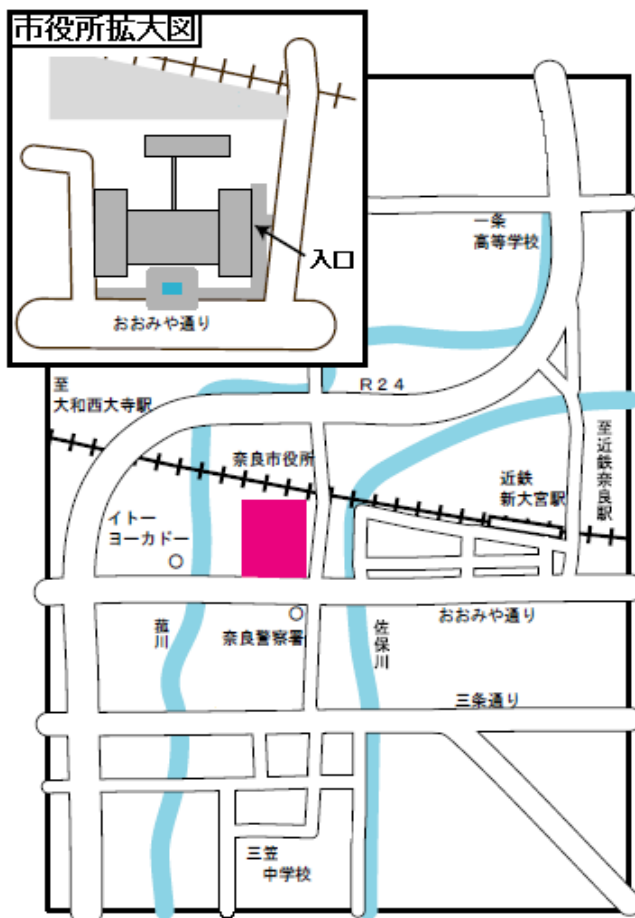 市役所拡大図
入口
おおみや通り
一条
高等学校
R24
至
大和西大寺駅
奈良市役所
至近鉄奈良駅
近鉄
新大宮駅
イトー
ヨーカドー
おおみや通り
菰川
奈良警察署
佐保川
三条通り
三笠
中学校